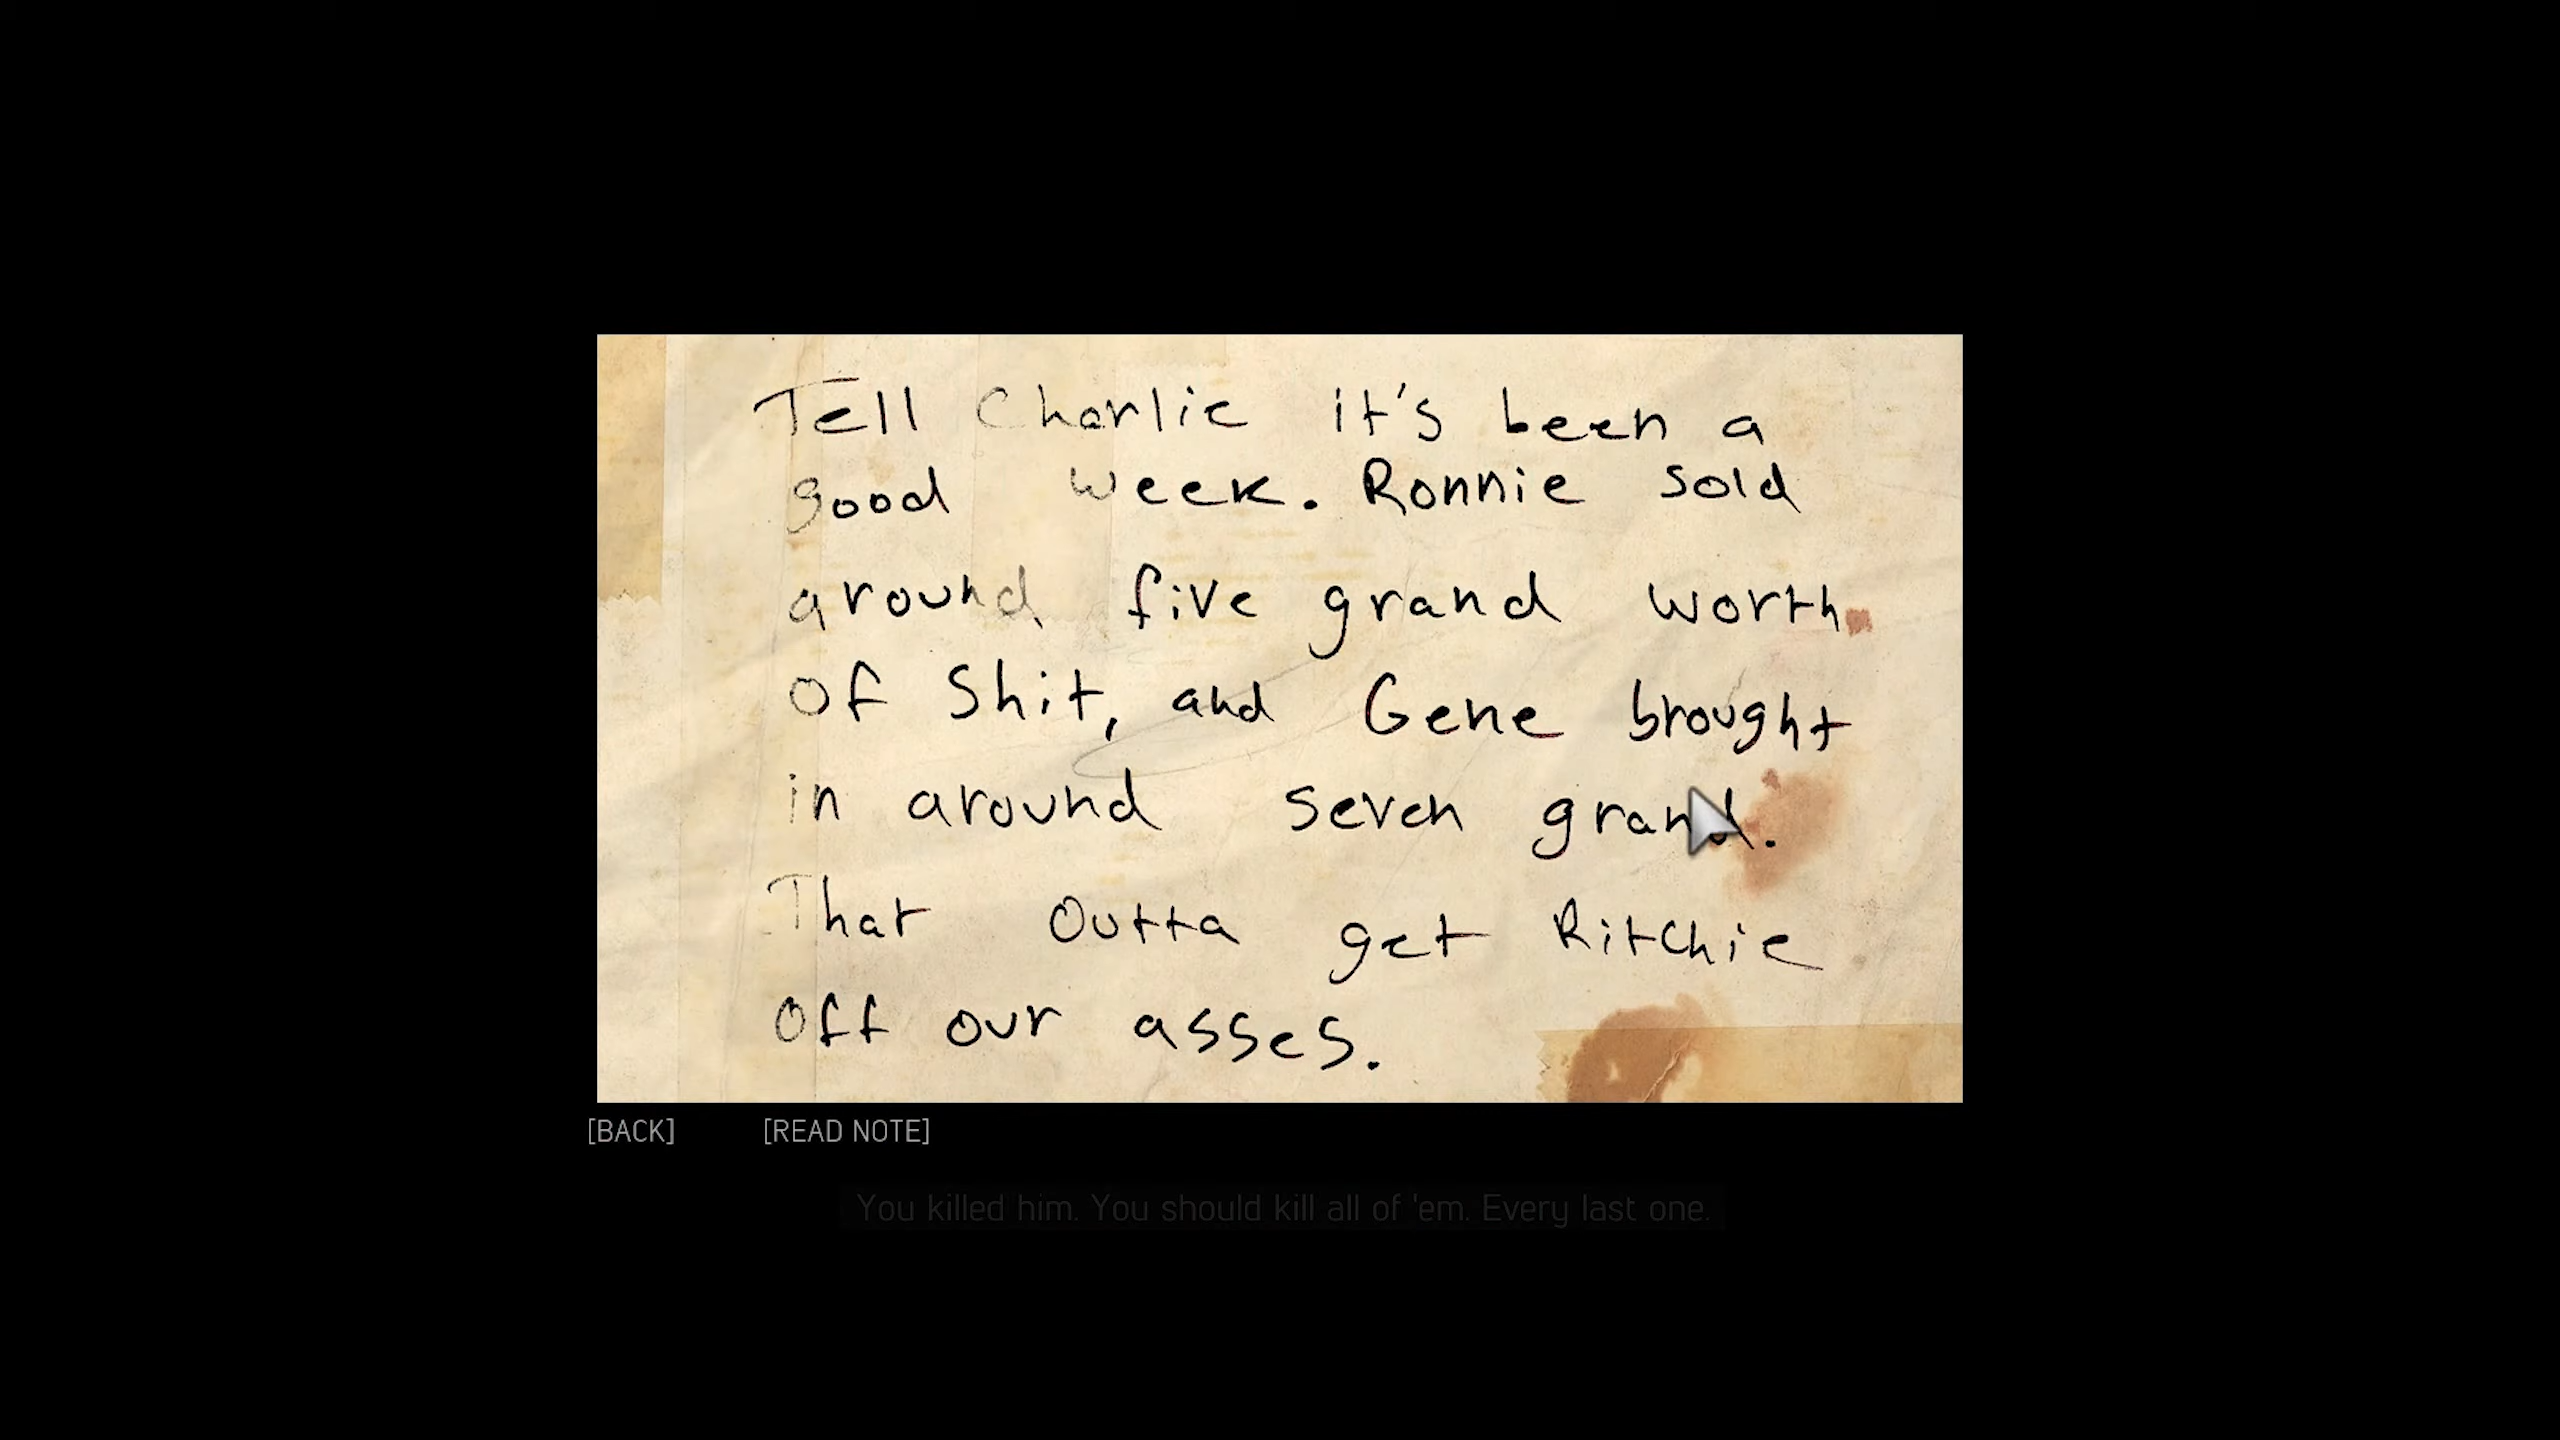 Tell Charlie it's been a
good week. Ronnie sold
around five grand worth
of Shit, and Gene brought
in around seven grand.
That Outta get Ritchie
Off our asses.
[BACK] [READ NOTE]
You killed him. You should kill all of 'em. Every last one.